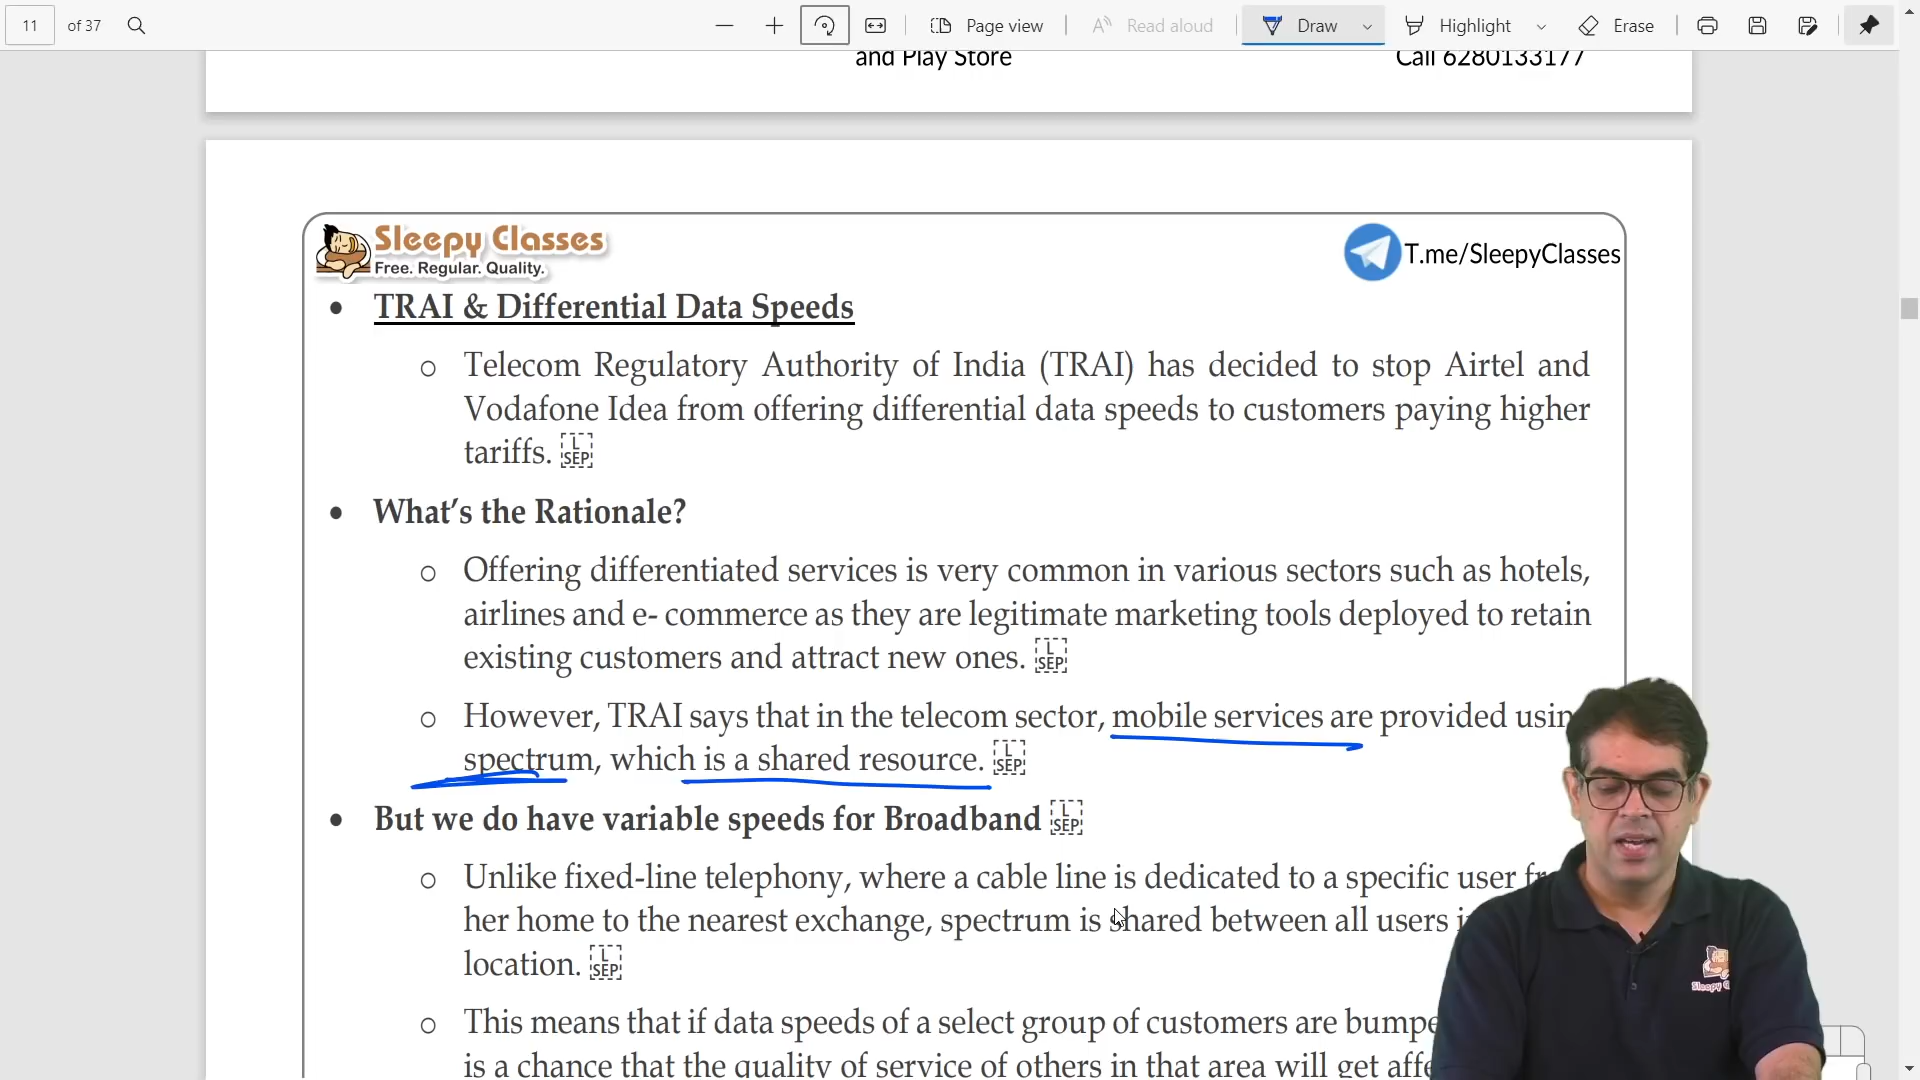 11 of 37 Page view Read aloud Draw Highlight Erase
and Play Store Call 6280133177
Sleepy Classes
Free. Regular. Quality.
T.me/SleepyClasses
• TRAI & Differential Data Speeds
o Telecom Regulatory Authority of India (TRAI) has decided to stop Airtel and
Vodafone Idea from offering differential data speeds to customers paying higher
tariffs. L SEP
• What's the Rationale?
o Offering differentiated services is very common in various sectors such as hotels,
airlines and e- commerce as they are legitimate marketing tools deployed to retain
existing customers and attract new ones. L SEP
o However, TRAI says that in the telecom sector, mobile services are provided usin
spectrum, which is a shared resource. L SEP
• But we do have variable speeds for Broadband L SEP
o Unlike fixed-line telephony, where a cable line is dedicated to a specific user fr
her home to the nearest exchange, spectrum is shared between all users i
location. L SEP
o This means that if data speeds of a select group of customers are bumpe
is a chance that the quality of service of others in that area will get affe